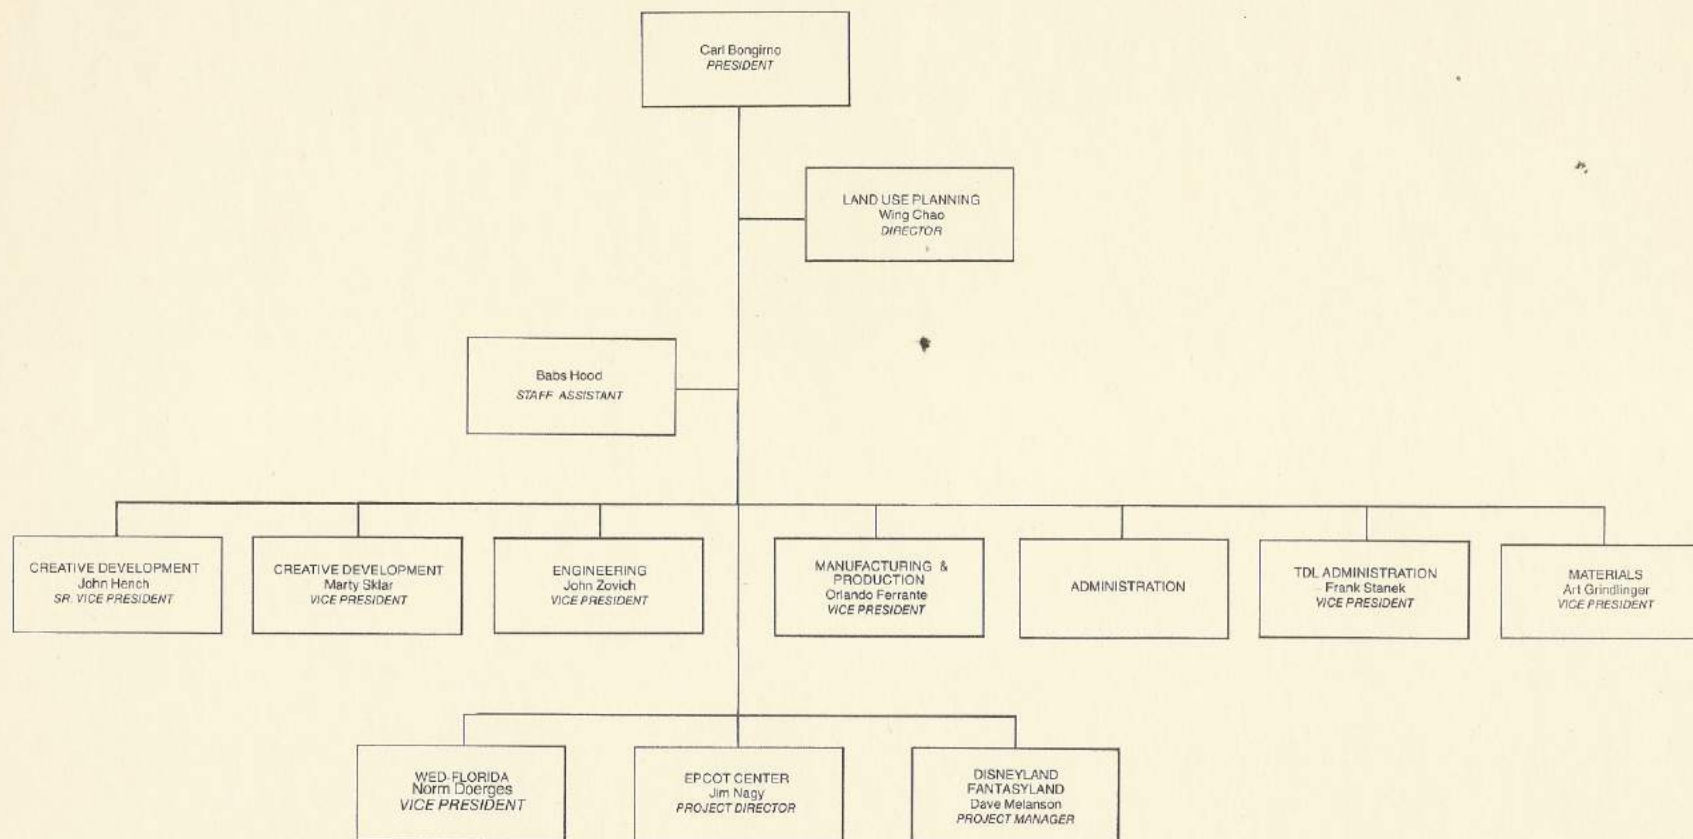 Carl Bongirno
PRESIDENT
LAND USE PLANNING
Wing Chao
DIRECTOR
Babs Hood
STAFF ASSISTANT
CREATIVE DEVELOPMENT
John Hench
SR. VICE PRESIDENT
CREATIVE DEVELOPMENT
Marty Sklar
VICE PRESIDENT
ENGINEERING
John Zovich
VICE PRESIDENT
MANUFACTURING &
PRODUCTION
Orlando Ferrante
VICE PRESIDENT
ADMINISTRATION
TDL ADMINISTRATION
Frank Stanek
VICE PRESIDENT
MATERIALS
Art Grindlinger
VICE PRESIDENT
WED-FLORIDA
Norm Doerges
VICE PRESIDENT
EPCOT CENTER
Jim Nagy
PROJECT DIRECTOR
DISNEYLAND
FANTASYLAND
Dave Melanson
PROJECT MANAGER